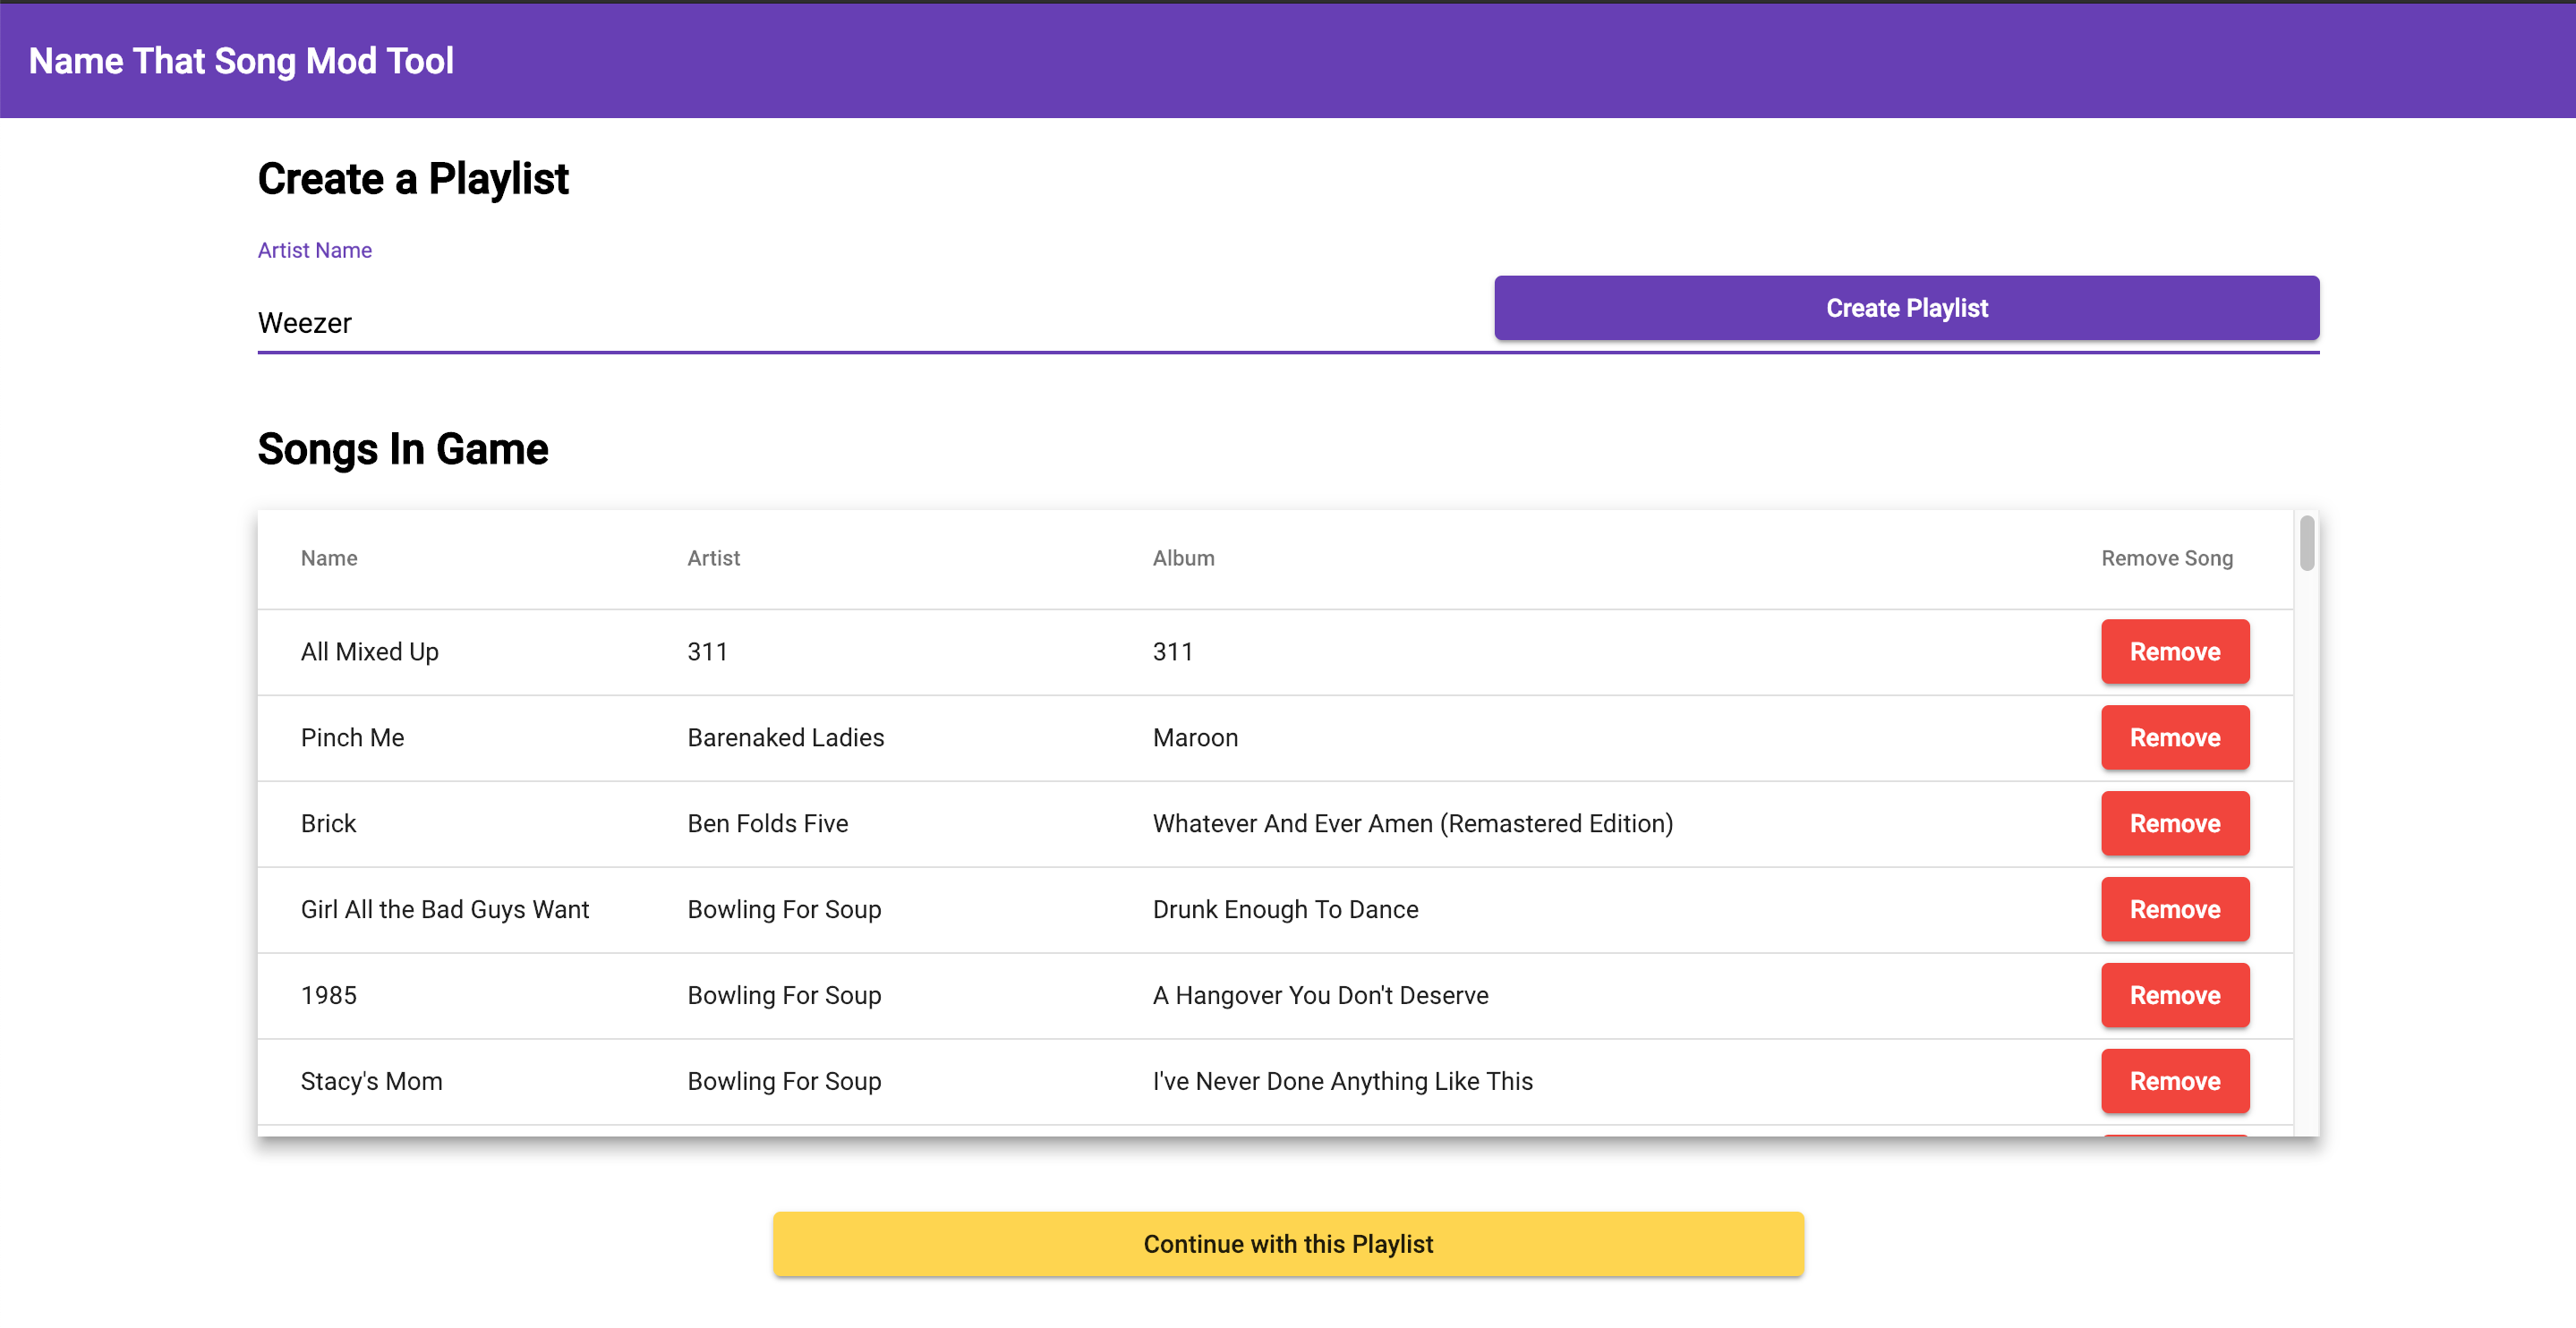 Name That Song Mod Tool
Create a Playlist
Artist Name
Weezer
Create Playlist
Songs In Game
Name Artist Album Remove Song
All Mixed Up 311 311 Remove
Pinch Me Barenaked Ladies Maroon Remove
Brick Ben Folds Five Whatever And Ever Amen (Remastered Edition) Remove
Girl All the Bad Guys Want Bowling For Soup Drunk Enough To Dance Remove
1985 Bowling For Soup A Hangover You Don't Deserve Remove
Stacy's Mom Bowling For Soup I've Never Done Anything Like This Remove
Continue with this Playlist